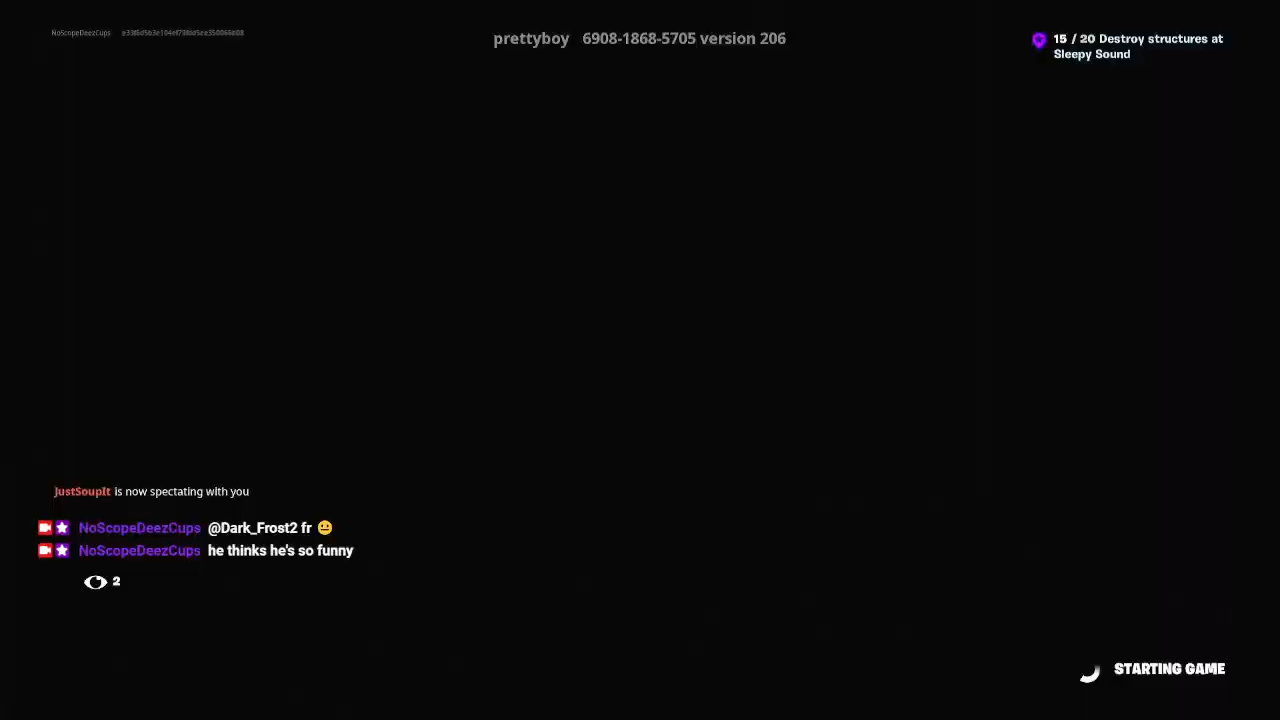 NoScopeDeezCups
prettyboy 6908-1868-5705 version 206
15 / 20 Destroy structures at
Sleepy Sound
JustSoupIt is now spectating with you
NoScopeDeezCups @Dark_Frost2 fr 😐
NoScopeDeezCups he thinks he's so funny
2
STARTING GAME